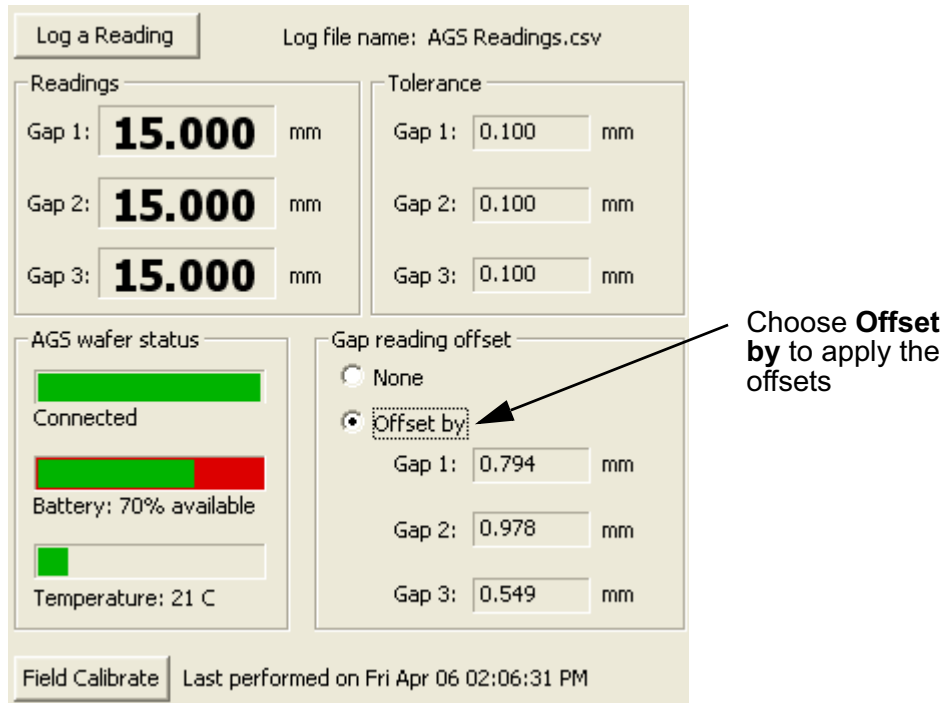 Log a Reading
Log file name: AGS Readings.csv
Readings
Gap 1: 15.000 mm
Gap 2: 15.000 mm
Gap 3: 15.000 mm
Tolerance
Gap 1: 0.100 mm
Gap 2: 0.100 mm
Gap 3: 0.100 mm
AGS wafer status
Connected
Battery: 70% available
Temperature: 21 C
Gap reading offset
None
Offset by
Gap 1: 0.794 mm
Gap 2: 0.978 mm
Gap 3: 0.549 mm
Choose Offset
by to apply the
offsets
Field Calibrate
Last performed on Fri Apr 06 02:06:31 PM